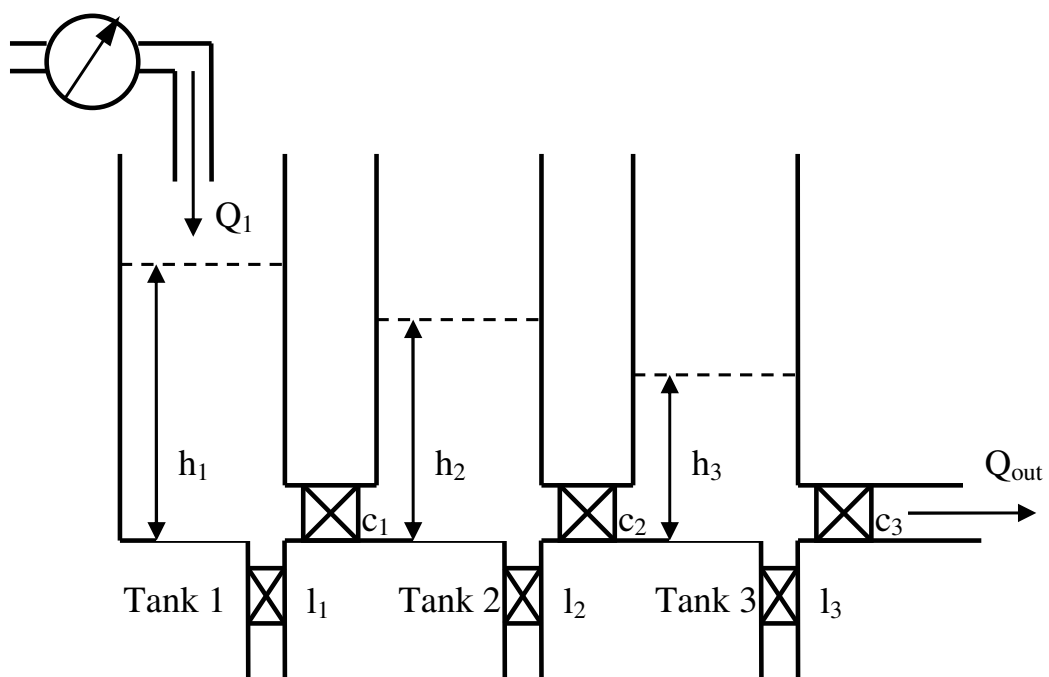 Q₁
h₁
h₂
h₃
Qout
c₁
c₂
c₃
Tank 1
l₁
Tank 2
l₂
Tank 3
l₃